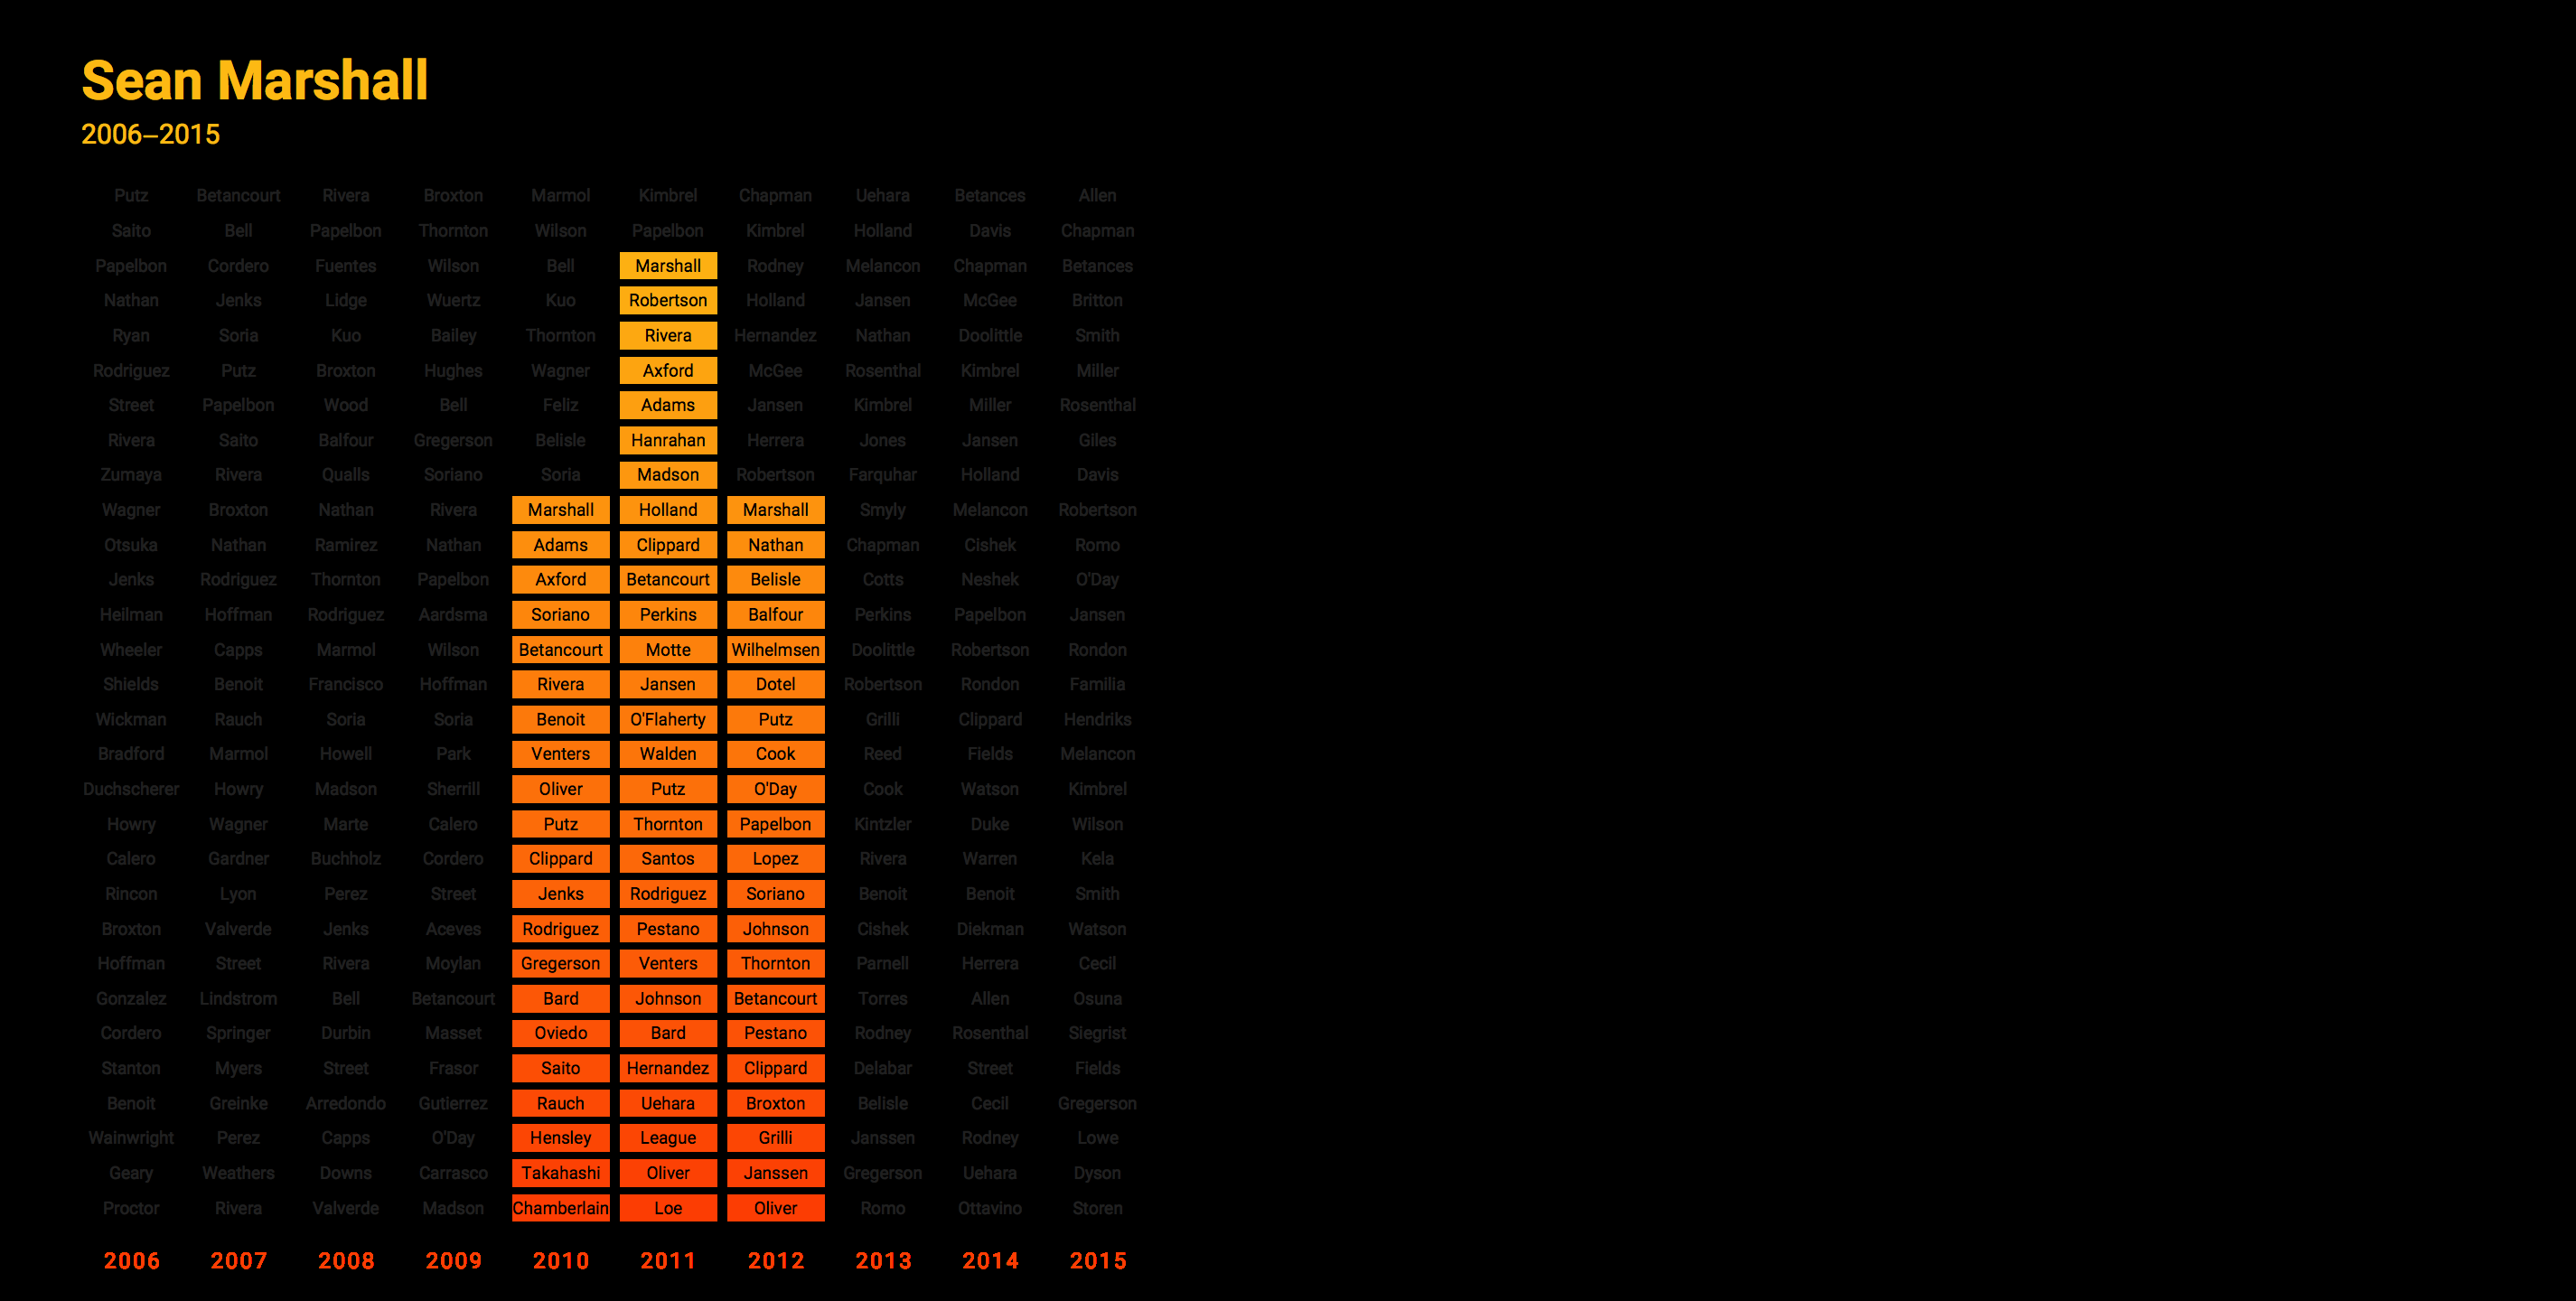 Sean Marshall
2006–2015
Putz Betancourt Rivera Broxton Marmol Kimbrel Chapman Uehara Betances Allen
Saito Bell Papelbon Thornton Wilson Papelbon Kimbrel Holland Davis Chapman
Papelbon Cordero Fuentes Wilson Bell Marshall Rodney Melancon Chapman Betances
Nathan Jenks Lidge Wuertz Kuo Robertson Holland Jansen McGee Britton
Ryan Soria Kuo Bailey Thornton Rivera Hernandez Nathan Doolittle Smith
Rodriguez Putz Broxton Hughes Wagner Axford McGee Rosenthal Kimbrel Miller
Street Papelbon Wood Bell Feliz Adams Jansen Kimbrel Miller Rosenthal
Rivera Saito Balfour Gregerson Belisle Hanrahan Herrera Jones Jansen Giles
Zumaya Rivera Qualls Soriano Soria Madson Robertson Farquhar Holland Davis
Wagner Broxton Nathan Rivera Marshall Holland Marshall Smyly Melancon Robertson
Otsuka Nathan Ramirez Nathan Adams Clippard Nathan Chapman Cishek Romo
Jenks Rodriguez Thornton Papelbon Axford Betancourt Belisle Cotts Neshek O'Day
Heilman Hoffman Rodriguez Aardsma Soriano Perkins Balfour Perkins Papelbon Jansen
Wheeler Capps Marmol Wilson Betancourt Motte Wilhelmsen Doolittle Robertson Rondon
Shields Benoit Francisco Hoffman Rivera Jansen Dotel Robertson Rondon Familia
Wickman Rauch Soria Soria Benoit O'Flaherty Putz Grilli Clippard Hendriks
Bradford Marmol Howell Park Venters Walden Cook Reed Fields Melancon
Duchscherer Howry Madson Sherrill Oliver Putz O'Day Cook Watson Kimbrel
Howry Wagner Marte Calero Putz Thornton Papelbon Kintzler Duke Wilson
Calero Gardner Buchholz Cordero Clippard Santos Lopez Rivera Warren Kela
Rincon Lyon Perez Street Jenks Rodriguez Soriano Benoit Benoit Smith
Broxton Valverde Jenks Aceves Rodriguez Pestano Johnson Cishek Diekman Watson
Hoffman Street Rivera Moylan Gregerson Venters Thornton Parnell Herrera Cecil
Gonzalez Lindstrom Bell Betancourt Bard Johnson Betancourt Torres Allen Osuna
Cordero Springer Durbin Masset Oviedo Bard Pestano Rodney Rosenthal Siegrist
Stanton Myers Street Frasor Saito Hernandez Clippard Delabar Street Fields
Benoit Greinke Arredondo Gutierrez Rauch Uehara Broxton Belisle Cecil Gregerson
Wainwright Perez Capps O'Day Hensley League Grilli Janssen Rodney Lowe
Geary Weathers Downs Carrasco Takahashi Oliver Janssen Gregerson Uehara Dyson
Proctor Rivera Valverde Madson Chamberlain Loe Oliver Romo Ottavino Storen
2006 2007 2008 2009 2010 2011 2012 2013 2014 2015